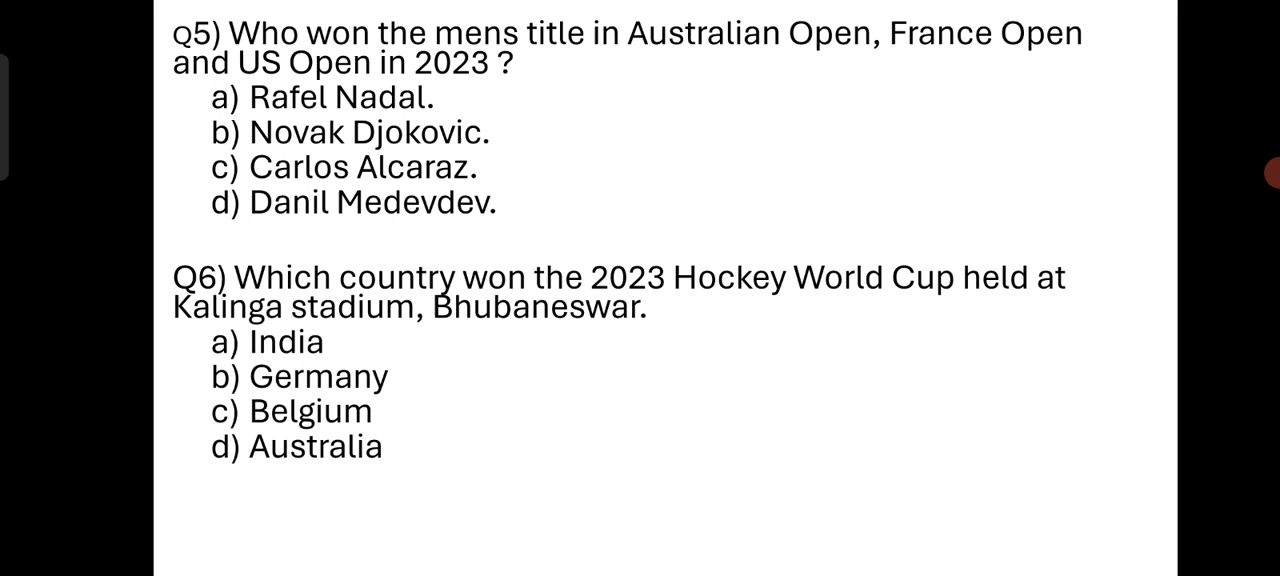 Q5) Who won the mens title in Australian Open, France Open
and US Open in 2023 ?
a) Rafel Nadal.
b) Novak Djokovic.
c) Carlos Alcaraz.
d) Danil Medevdev.
Q6) Which country won the 2023 Hockey World Cup held at
Kalinga stadium, Bhubaneswar.
a) India
b) Germany
c) Belgium
d) Australia